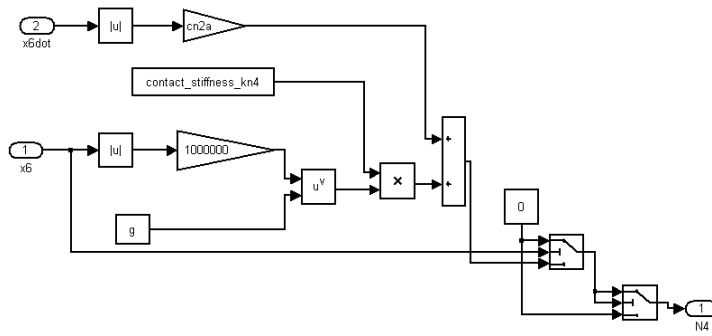 2
|u|
cn2a
x6dot
contact_stiffness_kn4
+
1
|u|
1000000
x6
u^v
×
+
g
0
1
N4